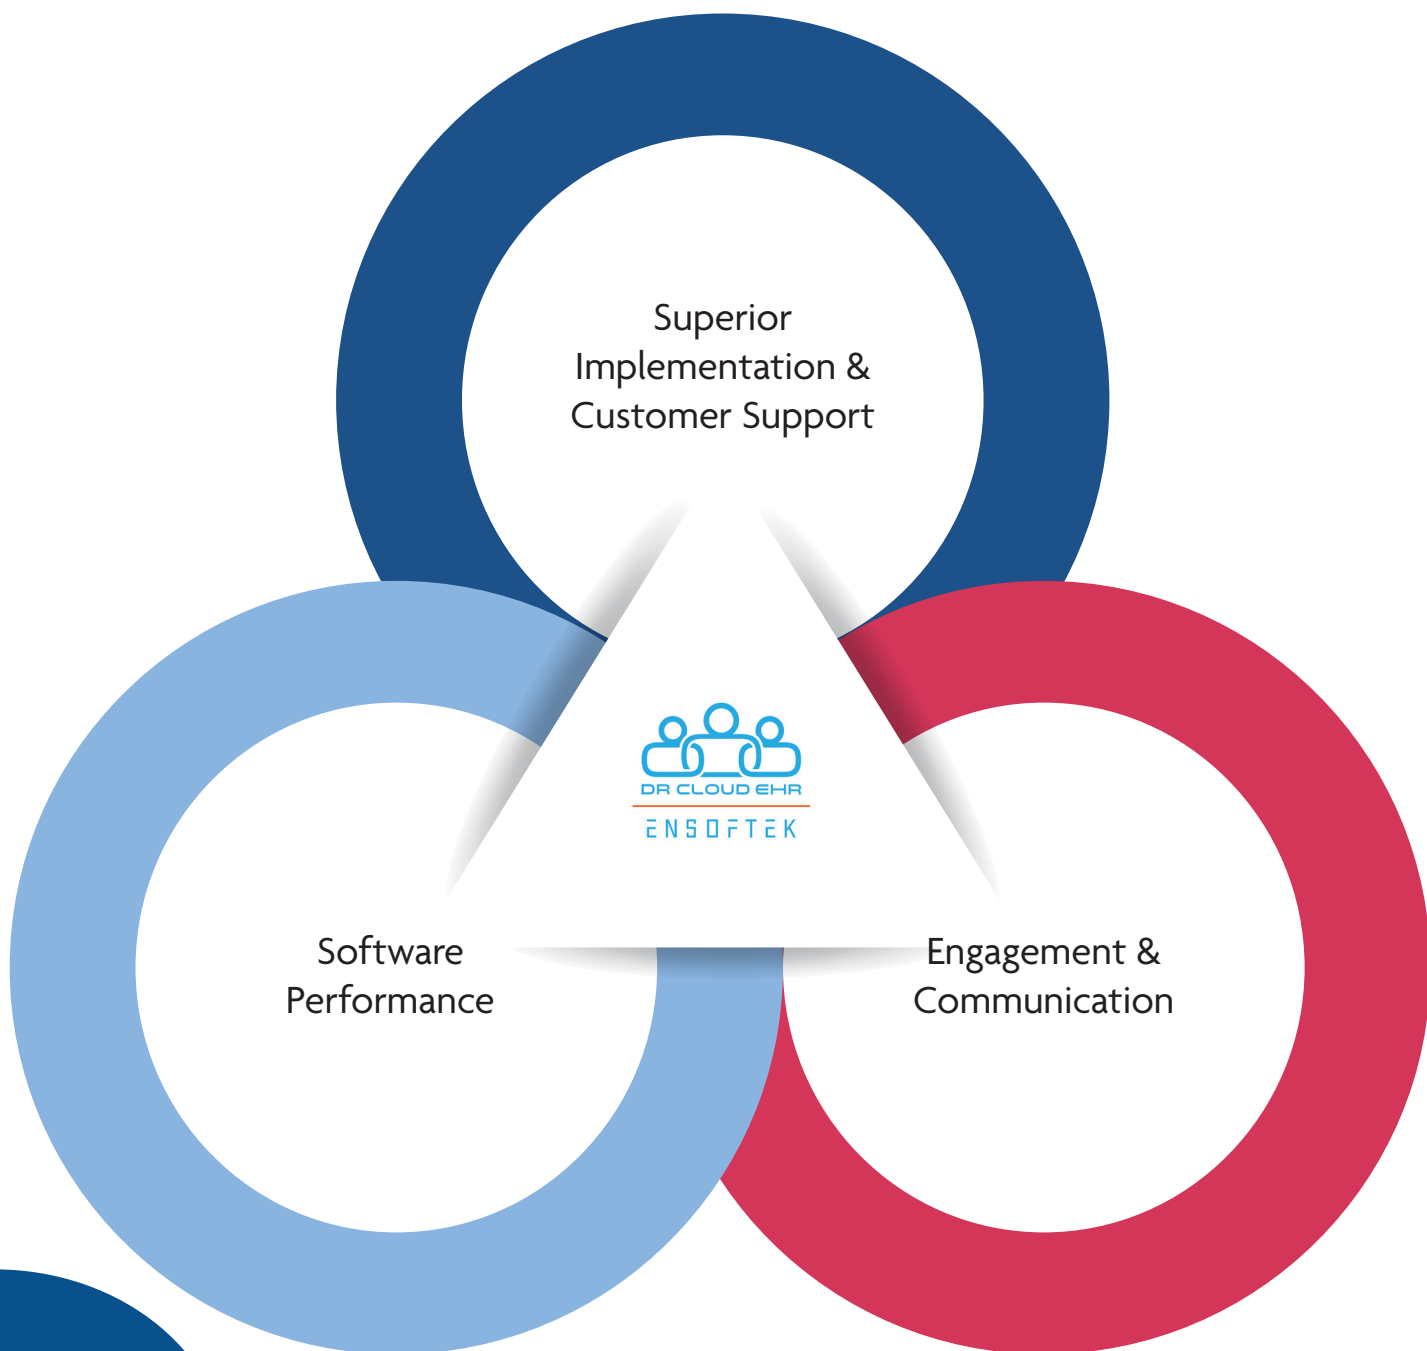 Superior
Implementation &
Customer Support
DR CLOUD EHR
ENSOFTEK
Software
Performance
Engagement &
Communication